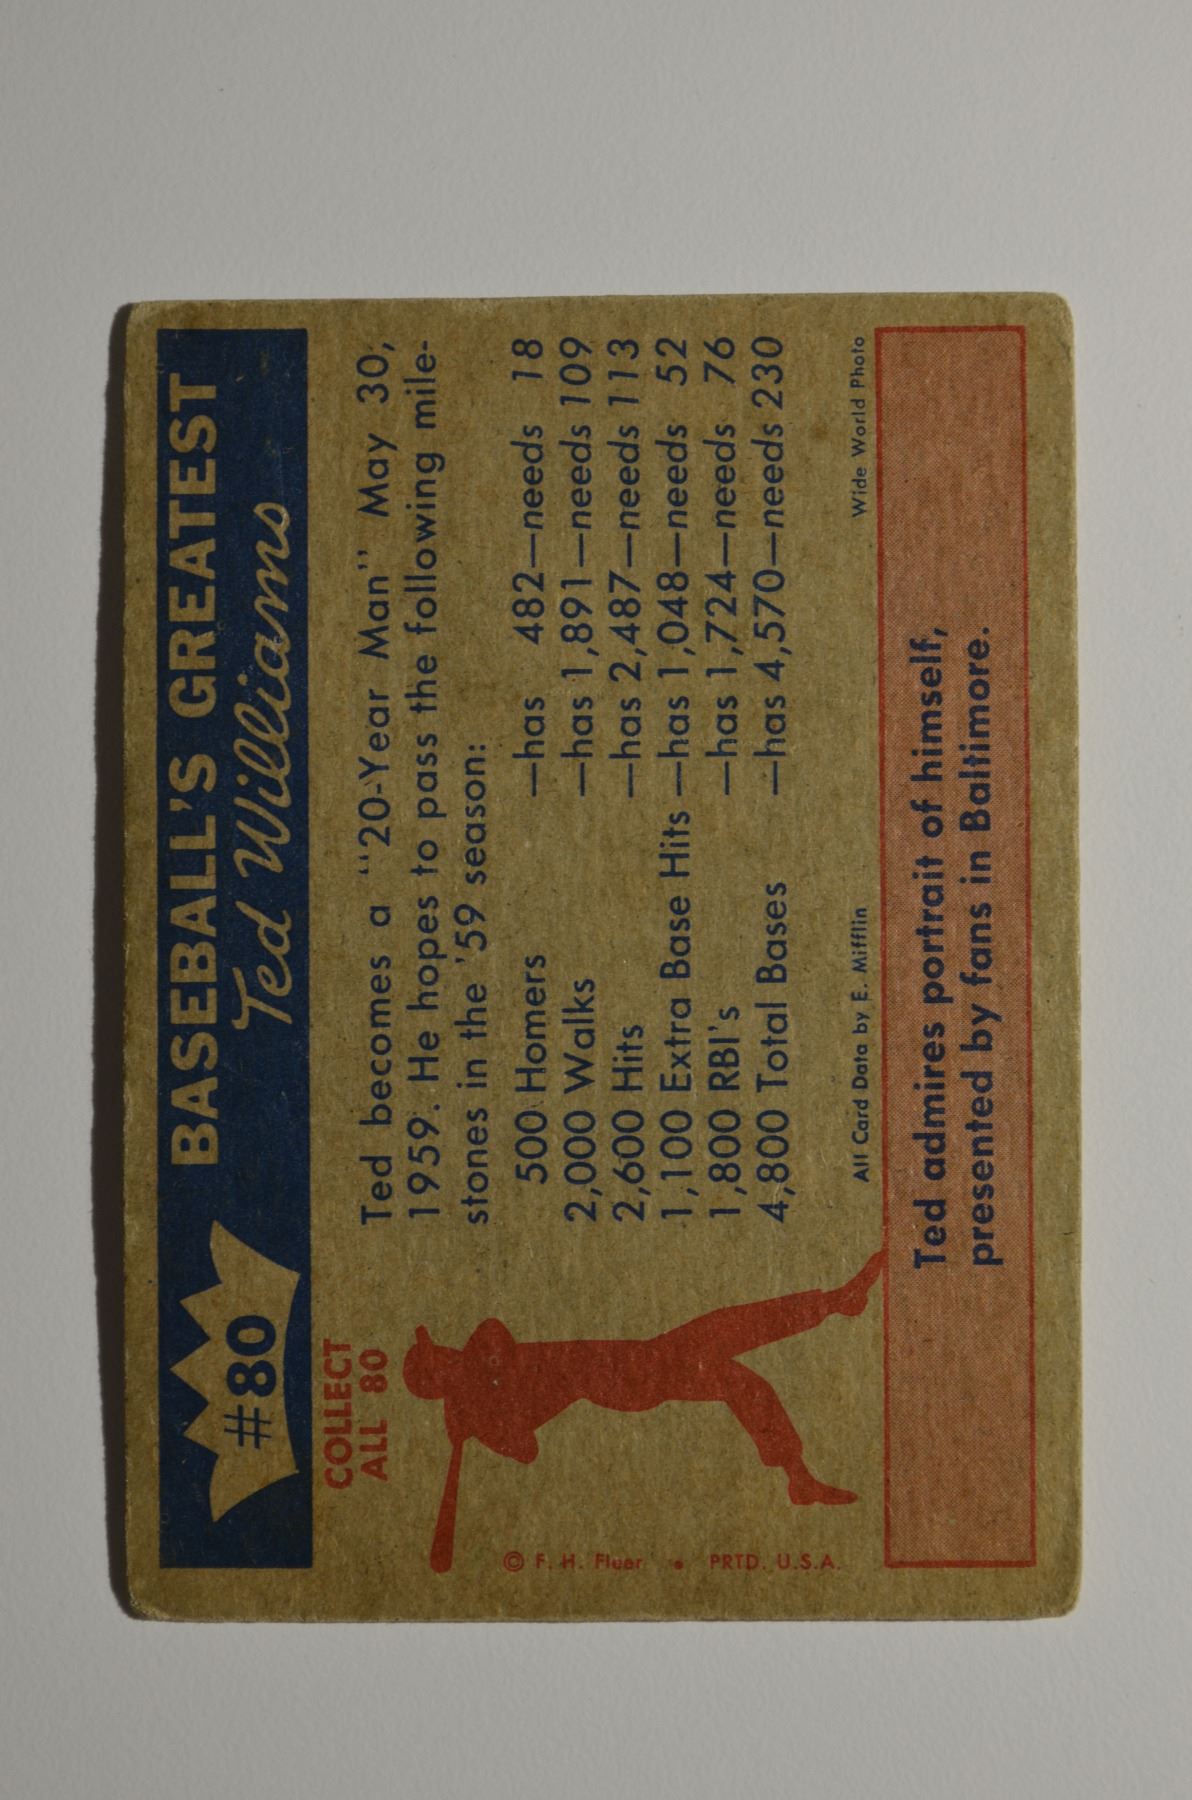 #80
BASEBALL'S GREATEST
Ted Williams
COLLECT
ALL 80
Ted becomes a "20-Year Man" May 30,
1959. He hopes to pass the following mile-
stones in the '59 season:
500 Homers —has 482—needs 18
2,000 Walks —has 1,891—needs 109
2,600 Hits —has 2,487—needs 113
1,100 Extra Base Hits —has 1,048—needs 52
1,800 RBI's —has 1,724—needs 76
4,800 Total Bases —has 4,570—needs 230
© F. H. Fleer • PRTD. U.S.A.
All Card Data by E. Mifflin Wide World Photo
Ted admires portrait of himself,
presented by fans in Baltimore.